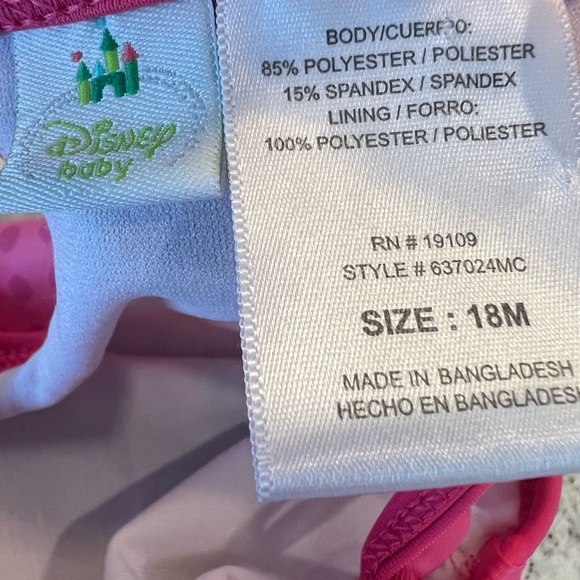 Disney
baby
BODY/CUERPO:
85% POLYESTER / POLIESTER
15% SPANDEX / SPANDEX
LINING / FORRO:
100% POLYESTER / POLIESTER
RN # 19109
STYLE # 637024MC
SIZE : 18M
MADE IN BANGLADESH
HECHO EN BANGLADESH